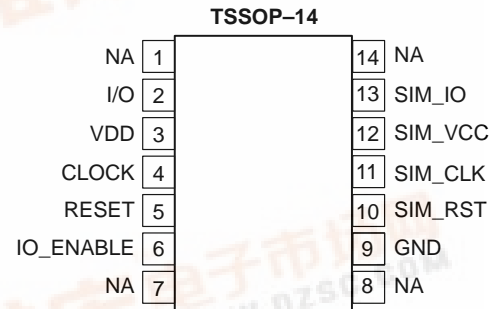 TSSOP–14
NA 1 14 NA
I/O 2 13 SIM_IO
VDD 3 12 SIM_VCC
CLOCK 4 11 SIM_CLK
RESET 5 10 SIM_RST
IO_ENABLE 6 9 GND
NA 7 8 NA